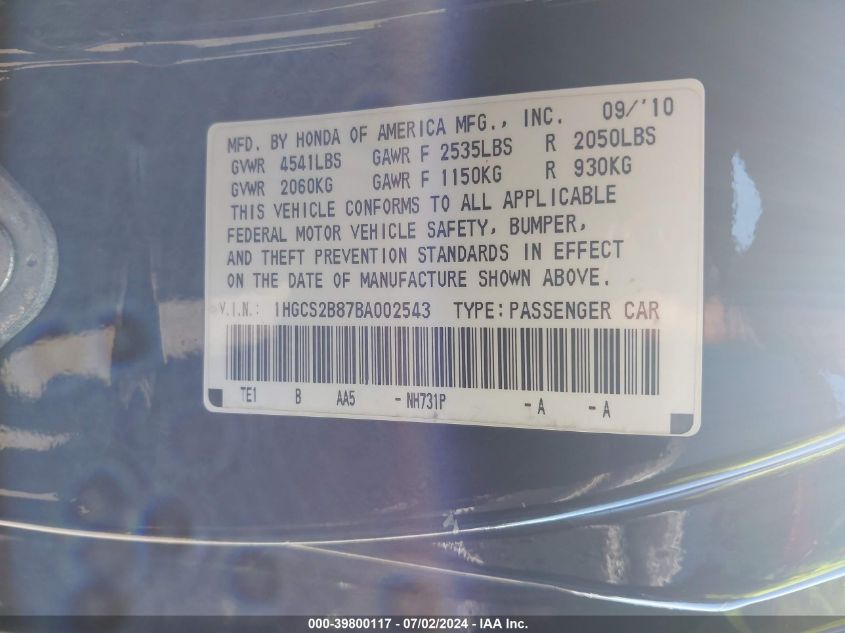 MFD. BY HONDA OF AMERICA MFG., INC. 09/'10
GVWR 4541LBS GAWR F 2535LBS R 2050LBS
GVWR 2060KG GAWR F 1150KG R 930KG
THIS VEHICLE CONFORMS TO ALL APPLICABLE
FEDERAL MOTOR VEHICLE SAFETY, BUMPER,
AND THEFT PREVENTION STANDARDS IN EFFECT
ON THE DATE OF MANUFACTURE SHOWN ABOVE.
V.I.N.: 1HGCS2B87BA002543 TYPE: PASSENGER CAR
TE1 B AA5 - NH731P - A - A
000-39800117 - 07/02/2024 - IAA Inc.